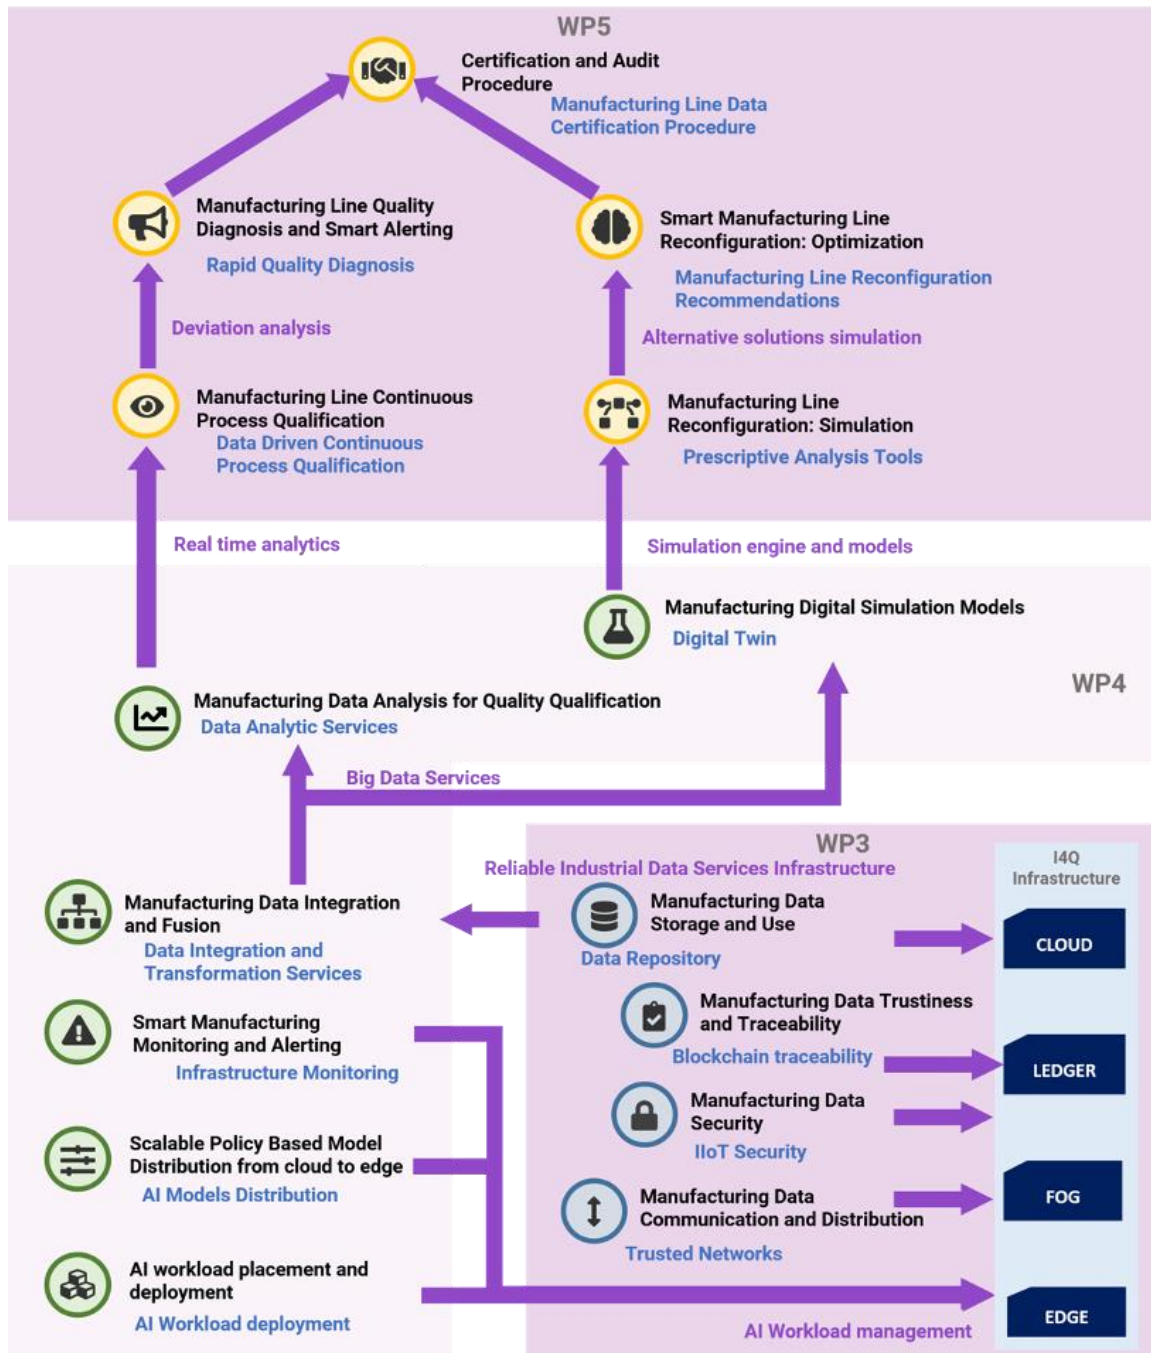 WP5
Certification and Audit
Procedure
Manufacturing Line Data
Certification Procedure
Manufacturing Line Quality
Diagnosis and Smart Alerting
Rapid Quality Diagnosis
Smart Manufacturing Line
Reconfiguration: Optimization
Manufacturing Line Reconfiguration
Recommendations
Deviation analysis
Alternative solutions simulation
Manufacturing Line Continuous
Process Qualification
Data Driven Continuous
Process Qualification
Manufacturing Line
Reconfiguration: Simulation
Prescriptive Analysis Tools
Real time analytics
Simulation engine and models
Manufacturing Digital Simulation Models
Digital Twin
WP4
Manufacturing Data Analysis for Quality Qualification
Data Analytic Services
Big Data Services
WP3
Reliable Industrial Data Services Infrastructure
I4Q
Infrastructure
Manufacturing Data Integration
and Fusion
Data Integration and
Transformation Services
Manufacturing Data
Storage and Use
Data Repository
CLOUD
Smart Manufacturing
Monitoring and Alerting
Infrastructure Monitoring
Manufacturing Data Trustiness
and Traceability
Blockchain traceability
LEDGER
Manufacturing Data
Security
IIoT Security
Scalable Policy Based Model
Distribution from cloud to edge
AI Models Distribution
Manufacturing Data
Communication and Distribution
Trusted Networks
FOG
AI workload placement and
deployment
AI Workload deployment
EDGE
AI Workload management